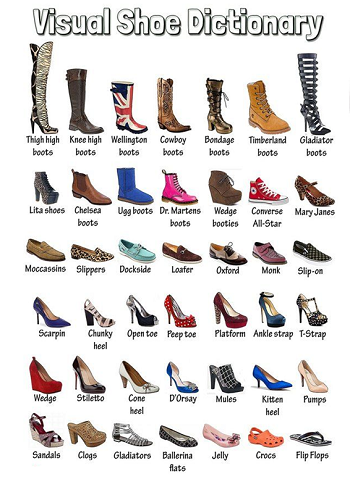 Visual Shoe Dictionary
Thigh high Knee high Wellington Cowboy Bondage Timberland Gladiator
boots boots boots boots boots boots boots
Lita shoes Chelsea Ugg boots Dr. Martens Wedge Converse Mary Janes
boots boots booties All-Star
Moccassins Slippers Dockside Loafer Oxford Monk Slip-on
Scarpin Chunky Open toe Peep toe Platform Ankle strap T-Strap
heel
Wedge Stiletto Cone D'Orsay Mules Kitten Pumps
heel heel
Sandals Clogs Gladiators Ballerina Jelly Crocs Flip Flops
flats